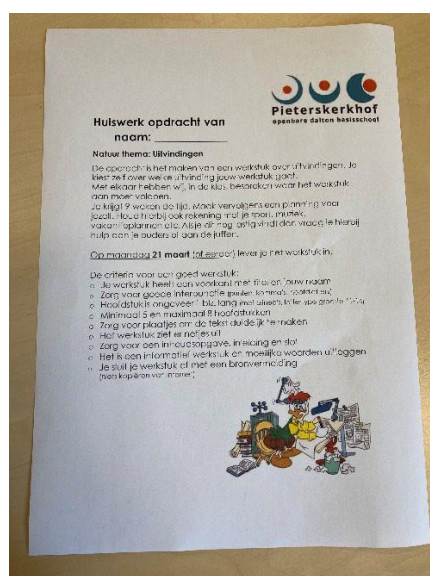 Pieterskerkhof
openbare dalton basisschool
Huiswerk opdracht van
naam:
Natuur thema: Uitvindingen
De opdracht is het maken van een werkstuk over uitvindingen. Je
kiest zelf over welke uitvinding jouw werkstuk gaat.
Met elkaar hebben wij, in de klas, besproken waar het werkstuk
aan moet voldoen.
Je krijgt 9 weken de tijd. Maak vervolgens een planning voor
jezelf. Houd hierbij ook rekening met je sport, muziek,
vakantieplannen etc. Als je dit nog lastig vindt dan vraag je hierbij
hulp aan je ouders of aan de juffen.
Op maandag 21 maart (of eerder) lever je het werkstuk in.
De criteria voor een goed werkstuk:
o Je werkstuk heeft een voorkant met titel en jouw naam
o Zorg voor goede interpunctie (punten, komma's, hoofdletters)
o Hoofdstuk is ongeveer 1 blz. lang
o Minimaal 5 en maximaal 8 hoofdstukken
o Zorg voor plaatjes om de tekst duidelijk te maken
o Het werkstuk ziet er netjes uit
o Zorg voor een inhoudsopgave, inleiding en slot
o Het is een informatief werkstuk en moeilijke woorden uitleggen
o Je sluit je werkstuk af met een bronvermelding
(niets kopiëren van internet)